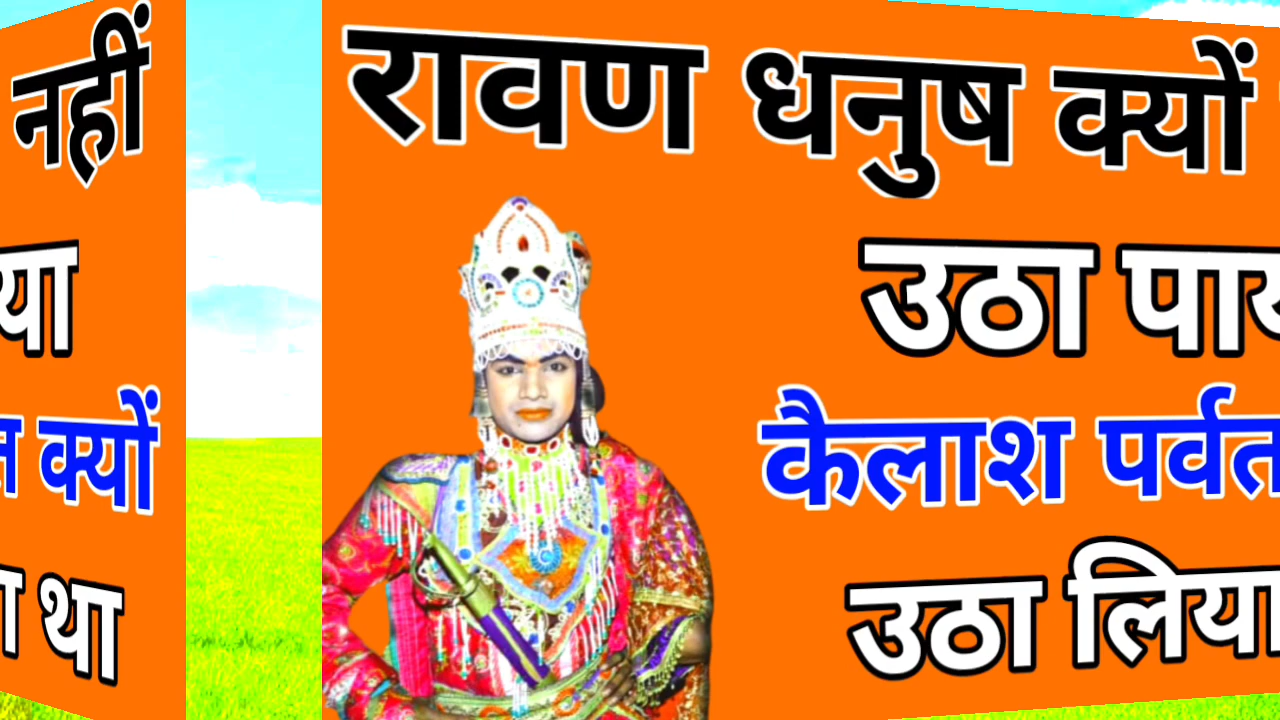 नहीं
या
क्यों
था
रावण धनुष क्यों
उठा पाय
कैलाश पर्वत
उठा लिया